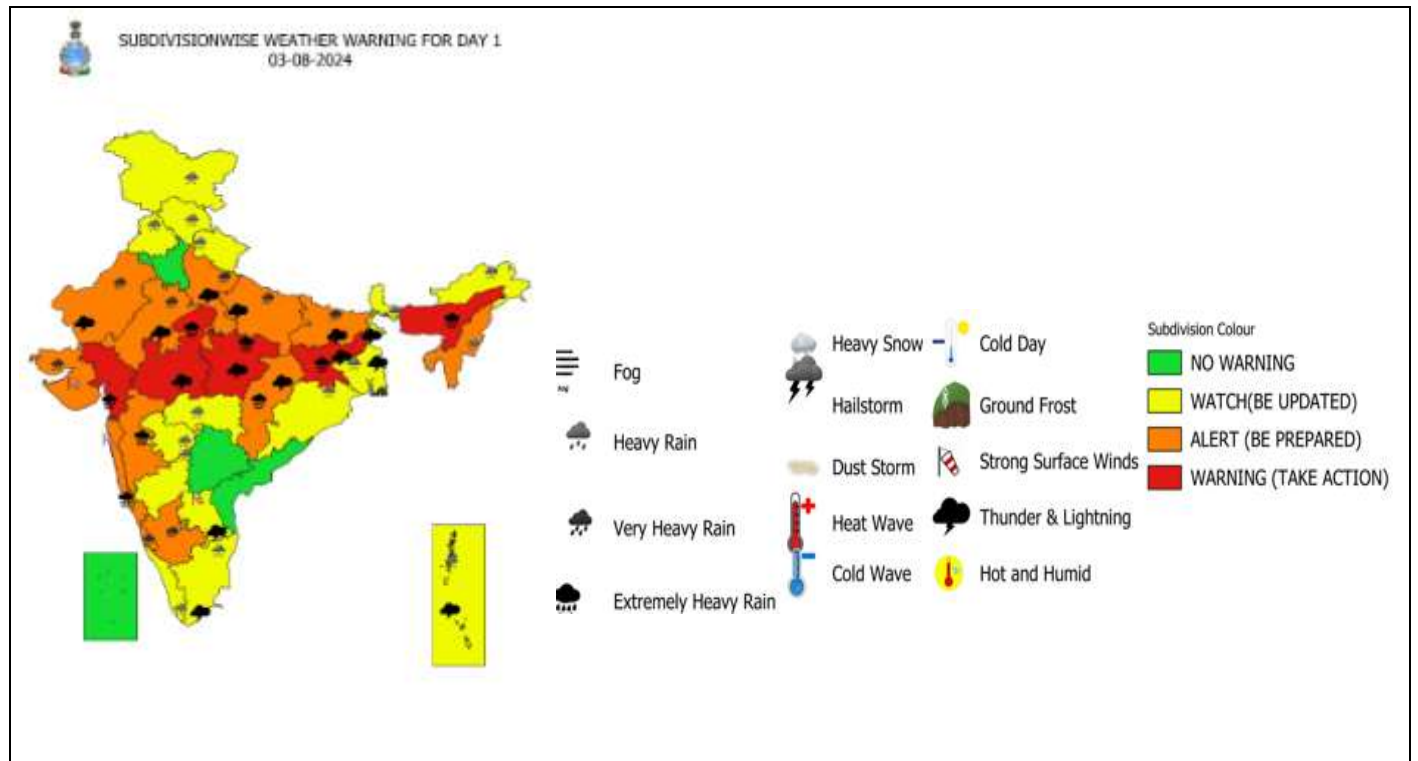 SUBDIVISIONWISE WEATHER WARNING FOR DAY 1
03-08-2024
Fog
Heavy Rain
Very Heavy Rain
Extremely Heavy Rain
Heavy Snow
Hailstorm
Dust Storm
Heat Wave
Cold Wave
Cold Day
Ground Frost
Strong Surface Winds
Thunder & Lightning
Hot and Humid
Subdivision Colour
NO WARNING
WATCH(BE UPDATED)
ALERT (BE PREPARED)
WARNING (TAKE ACTION)